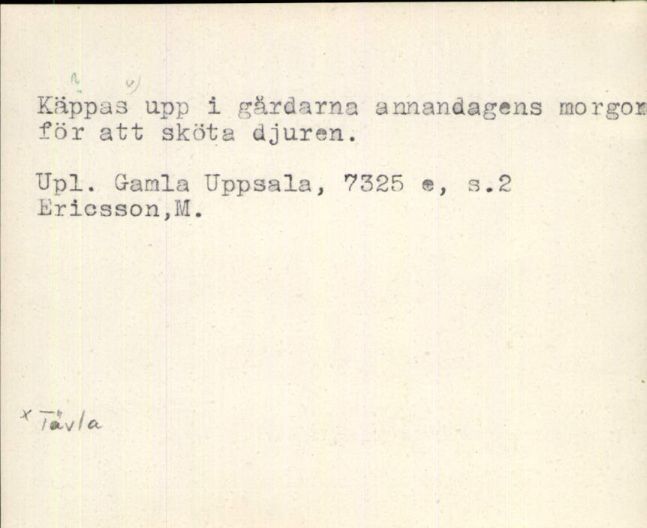 x)
Käppas upp i gårdarna annandagens morgon
för att sköta djuren.
Upl. Gamla Uppsala, 7325 e, s.2
Ericsson,M.
x Tävla